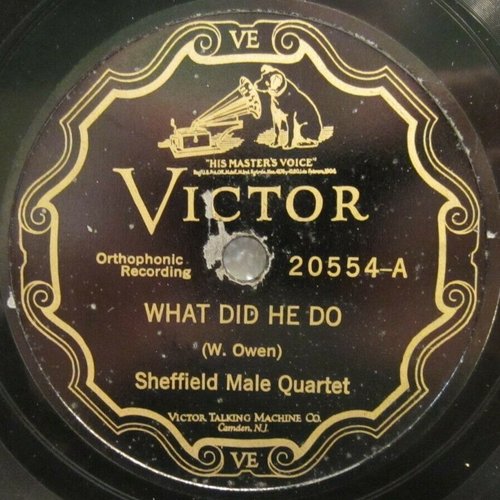 VE
"HIS MASTER'S VOICE"
VICTOR
Orthophonic
Recording
20554-A
WHAT DID HE DO
(W. Owen)
Sheffield Male Quartet
VICTOR TALKING MACHINE CO.
Camden, N.J.
VE